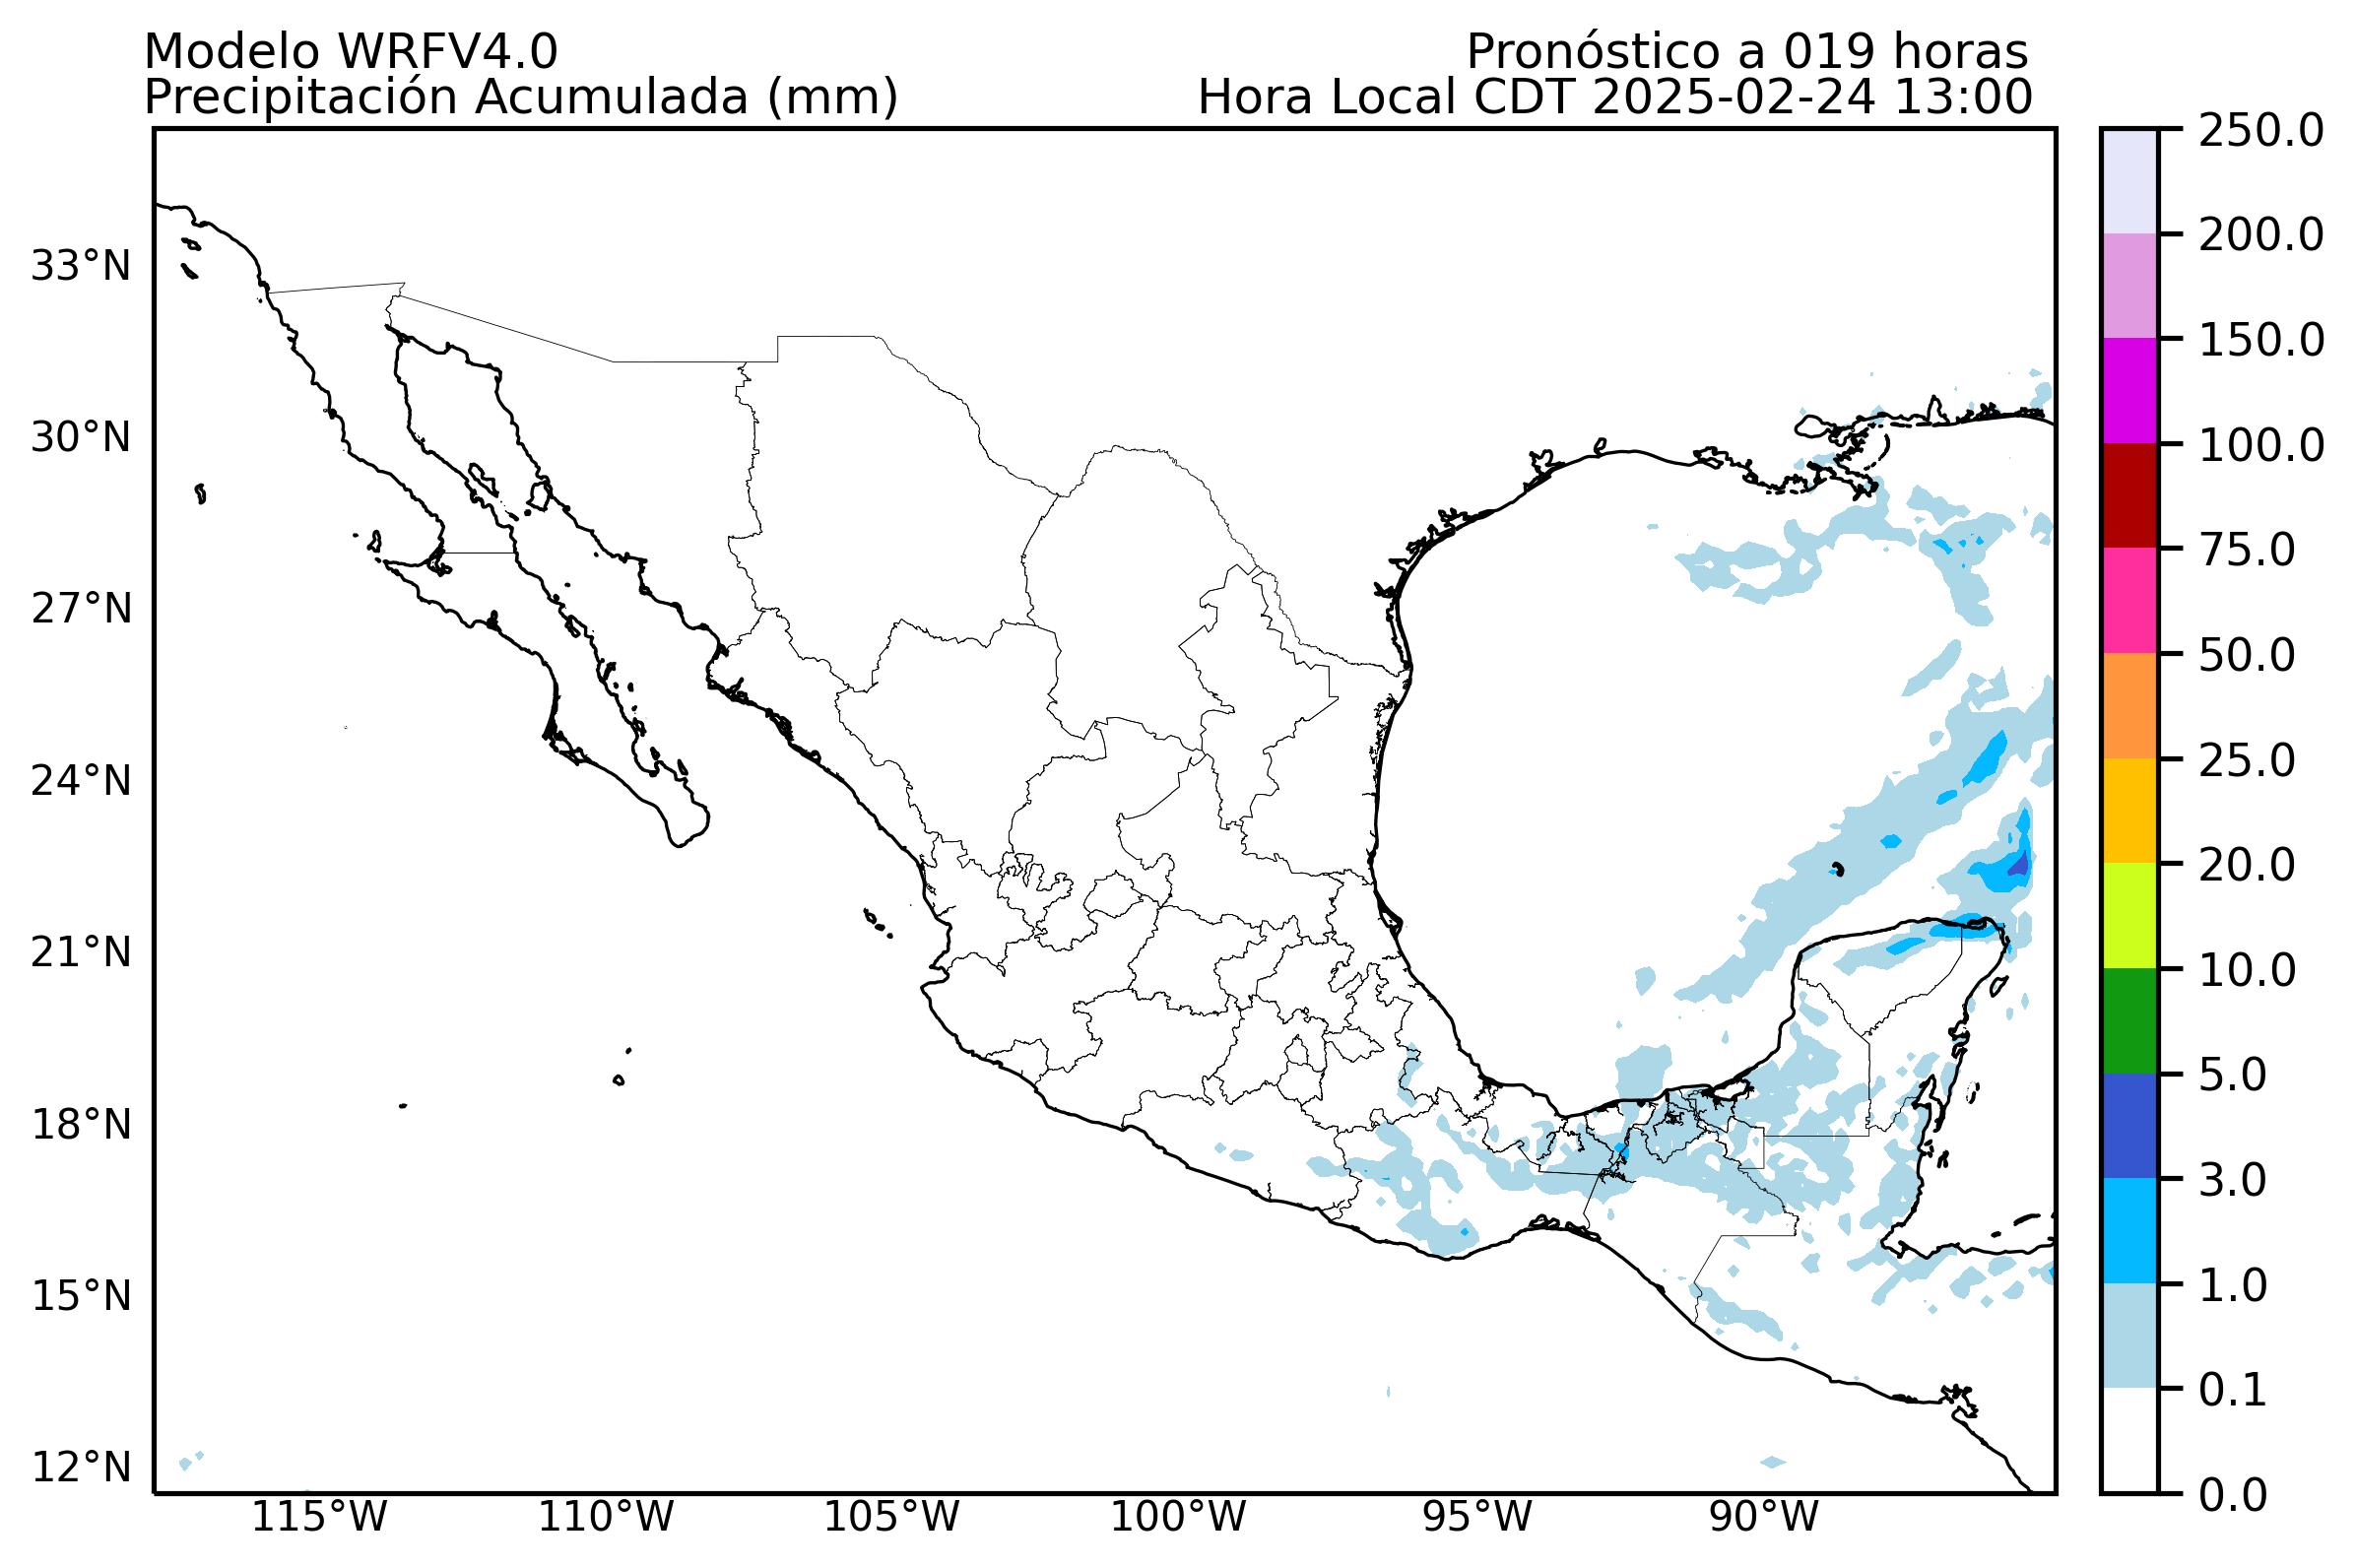 Modelo WRFV4.0
Pronóstico a 019 horas
Precipitación Acumulada (mm)
Hora Local CDT 2025-02-24 13:00
250.0
200.0
150.0
100.0
75.0
50.0
25.0
20.0
10.0
5.0
3.0
1.0
0.1
0.0
33°N
30°N
27°N
24°N
21°N
18°N
15°N
12°N
115°W
110°W
105°W
100°W
95°W
90°W